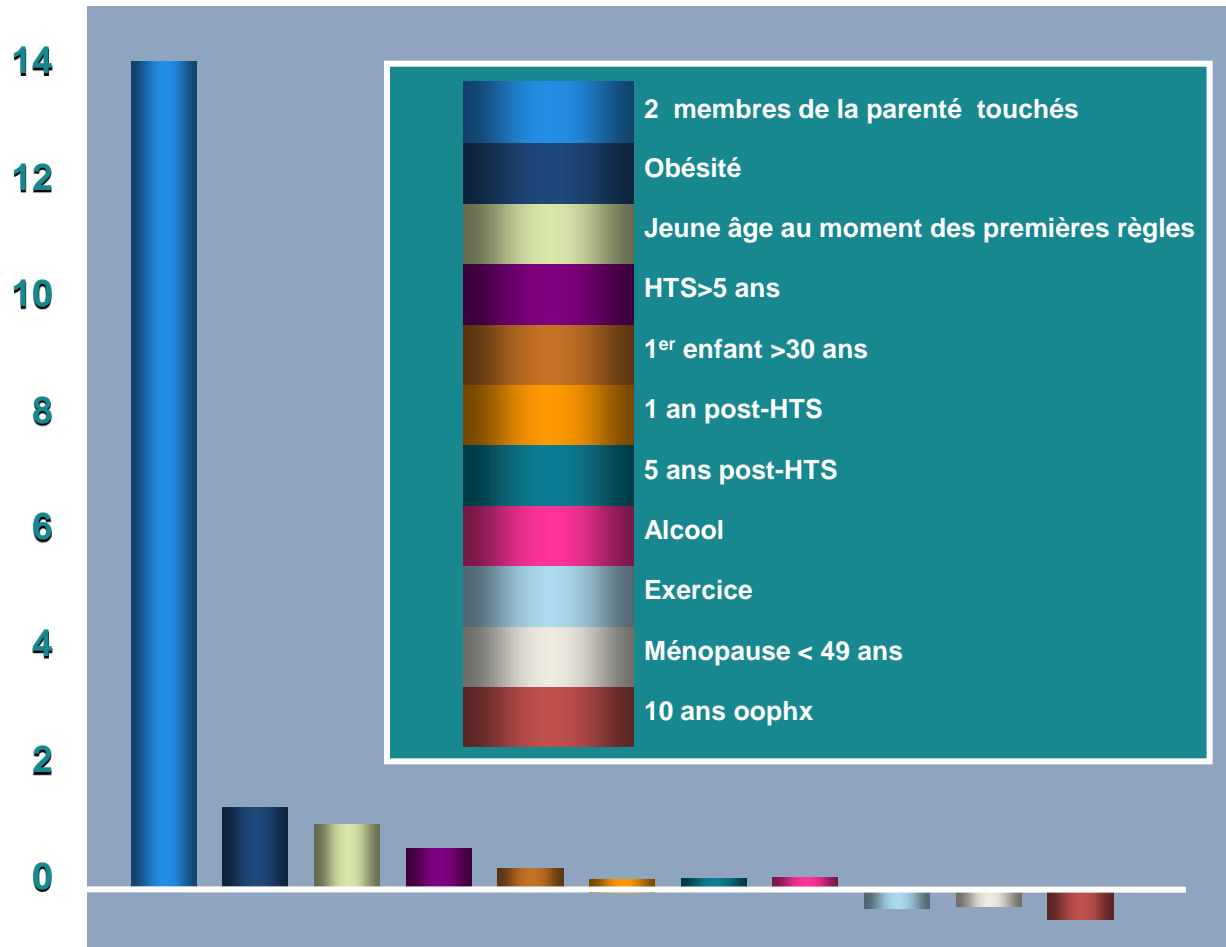 14
12
10
8
6
4
2
0
2 membres de la parenté touchés
Obésité
Jeune âge au moment des premières règles
HTS>5 ans
1er enfant >30 ans
1 an post-HTS
5 ans post-HTS
Alcool
Exercice
Ménopause < 49 ans
10 ans oophx